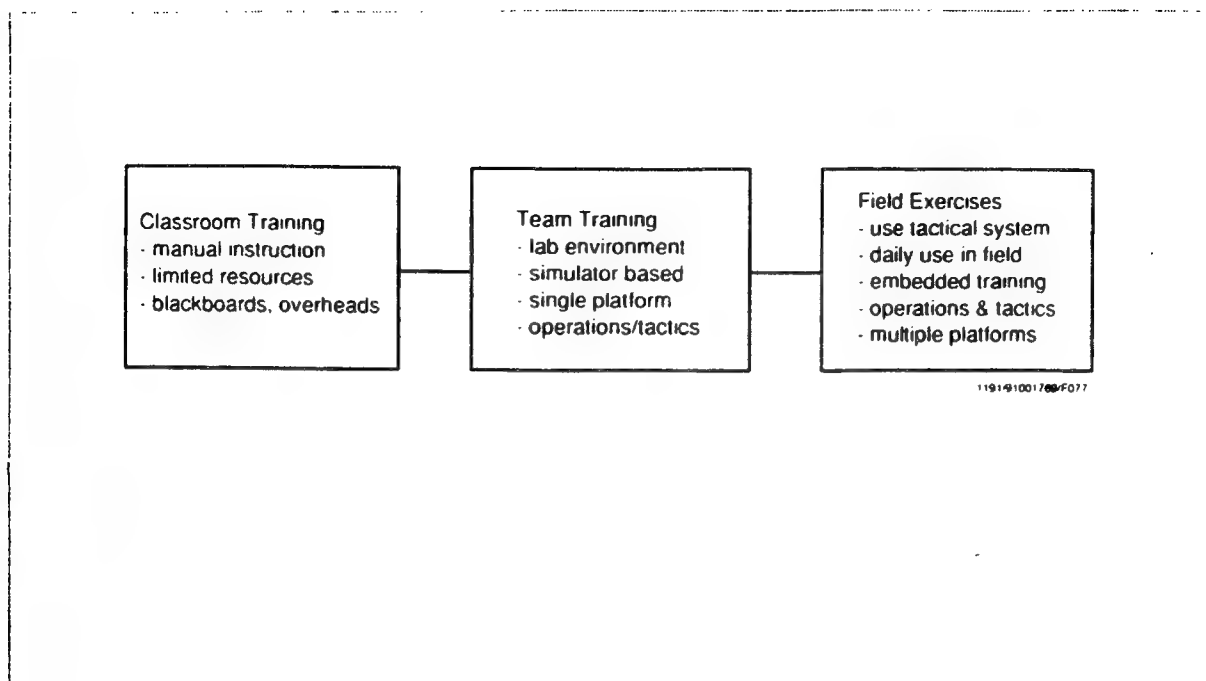 Classroom Training
- manual instruction
- limited resources
- blackboards, overheads
Team Training
- lab environment
- simulator based
- single platform
- operations/tactics
Field Exercises
- use tactical system
- daily use in field
- embedded training
- operations & tactics
- multiple platforms